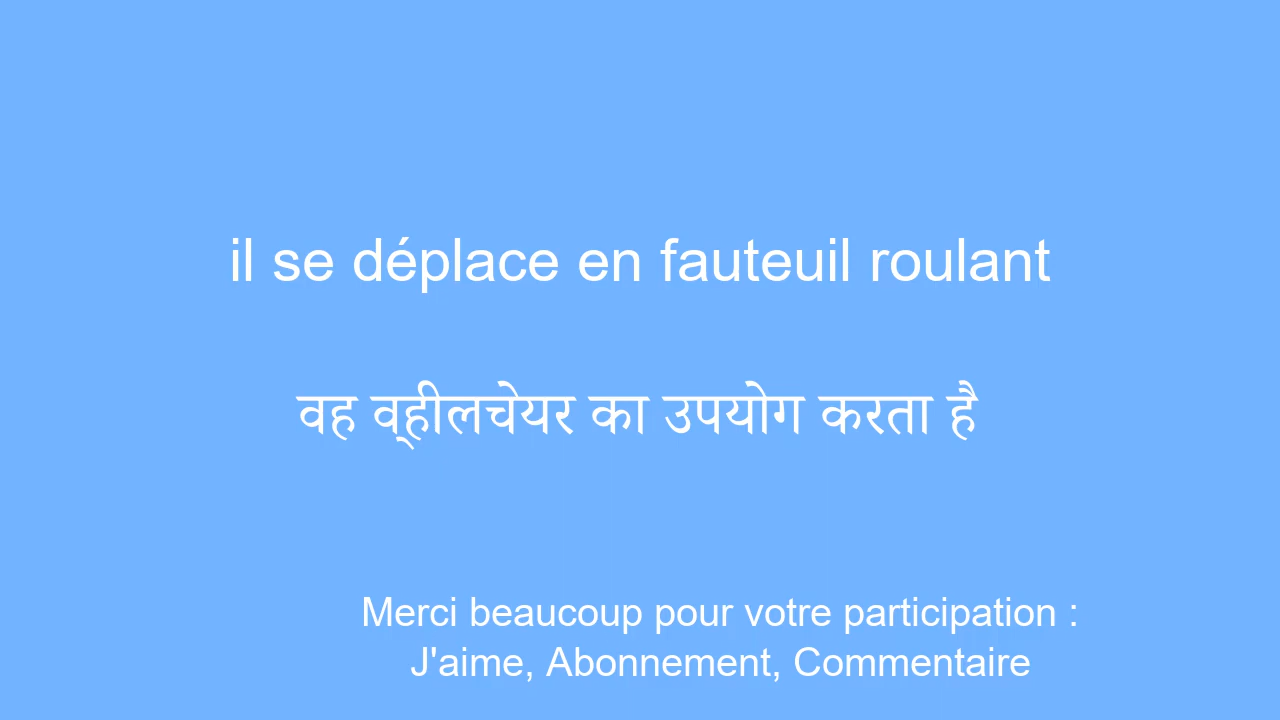 il se déplace en fauteuil roulant
वह व्हीलचेयर का उपयोग करता है
Merci beaucoup pour votre participation :
J'aime, Abonnement, Commentaire